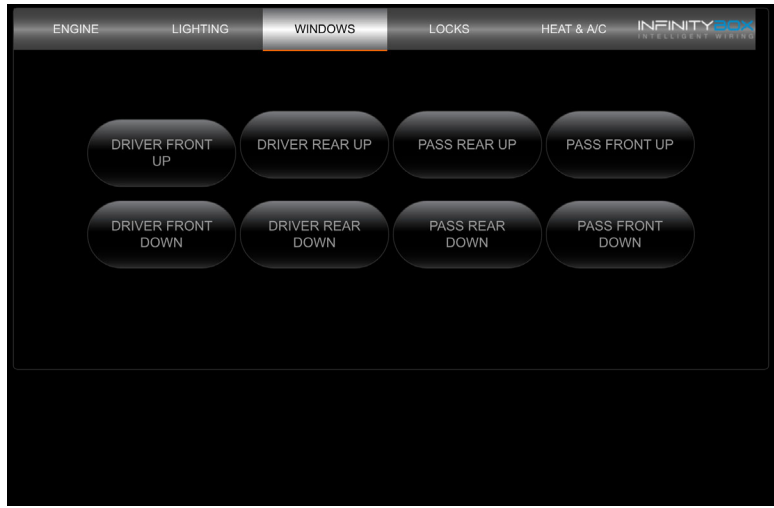 ENGINE LIGHTING WINDOWS LOCKS HEAT & A/C INFINITYBOX
INTELLIGENT WIRING
DRIVER FRONT UP
DRIVER REAR UP
PASS REAR UP
PASS FRONT UP
DRIVER FRONT
DOWN
DRIVER REAR
DOWN
PASS REAR
DOWN
PASS FRONT
DOWN